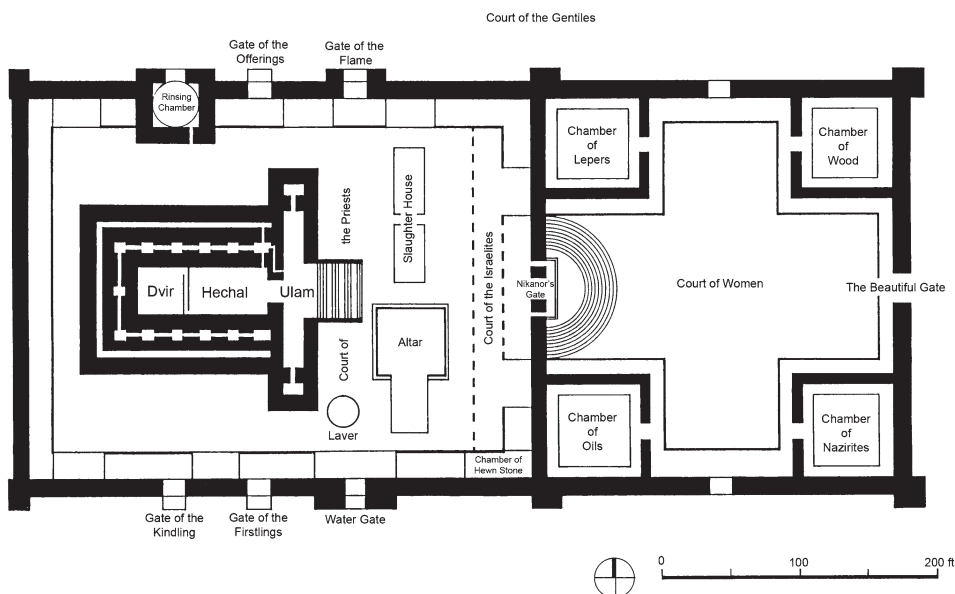 Court of the Gentiles
Gate of the
Offerings
Gate of the
Flame
Rinsing
Chamber
Chamber
of
Lepers
Chamber
of
Wood
Court of
the Priests
Slaughter House
Court of the Israelites
Dvir
Hechal
Ulam
Nikanor's
Gate
Court of Women
The Beautiful Gate
Altar
Laver
Chamber
of
Oils
Chamber
of
Nazirites
Chamber of
Hewn Stone
Gate of the
Kindling
Gate of the
Firstlings
Water Gate
0
100
200 ft